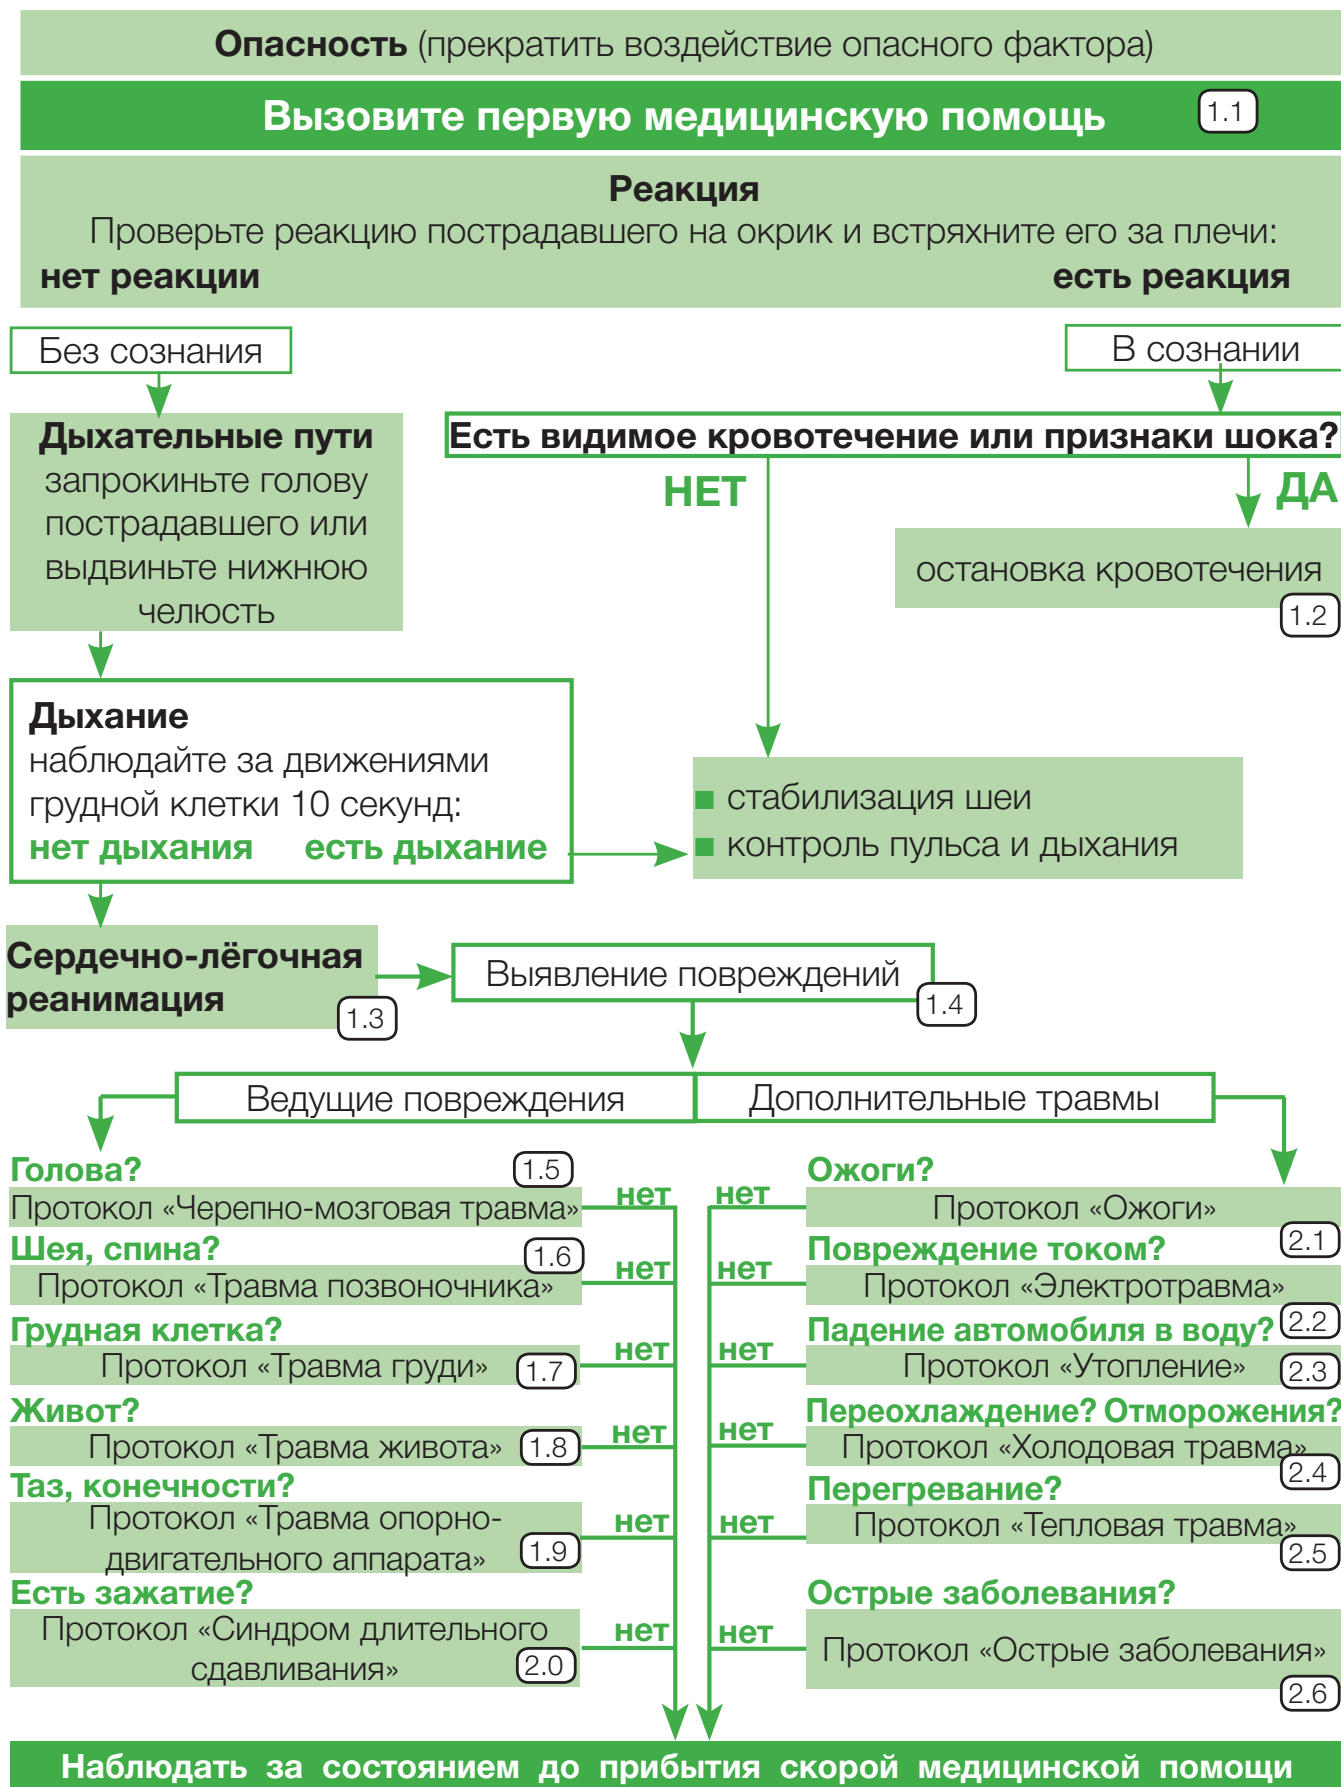 Опасность (прекратить воздействие опасного фактора)
Вызовите первую медицинскую помощь 1.1
Реакция
Проверьте реакцию пострадавшего на окрик и встряхните его за плечи:
нет реакции есть реакция
Без сознания
В сознании
Дыхательные пути
запрокиньте голову
пострадавшего или
выдвиньте нижнюю
челюсть
Есть видимое кровотечение или признаки шока?
НЕТ
ДА
остановка кровотечения
1.2
Дыхание
наблюдайте за движениями
грудной клетки 10 секунд:
нет дыхания есть дыхание
стабилизация шеи
контроль пульса и дыхания
Сердечно-лёгочная
реанимация
1.3
Выявление повреждений
1.4
Ведущие повреждения
Дополнительные травмы
Голова? 1.5
Протокол «Черепно-мозговая травма»
нет
Шея, спина? 1.6
Протокол «Травма позвоночника»
нет
Грудная клетка?
Протокол «Травма груди» 1.7
нет
Живот?
Протокол «Травма живота» 1.8
нет
Таз, конечности?
Протокол «Травма опорно-
двигательного аппарата» 1.9
нет
Есть зажатие?
Протокол «Синдром длительного
сдавливания» 2.0
нет
Ожоги?
нет
Протокол «Ожоги»
2.1
Повреждение током?
нет
Протокол «Электротравма»
2.2
Падение автомобиля в воду?
нет
Протокол «Утопление» 2.3
Переохлаждение? Отморожения?
нет
Протокол «Холодовая травма»
2.4
Перегревание?
нет
Протокол «Тепловая травма»
2.5
Острые заболевания?
нет
Протокол «Острые заболевания»
2.6
Наблюдать за состоянием до прибытия скорой медицинской помощи